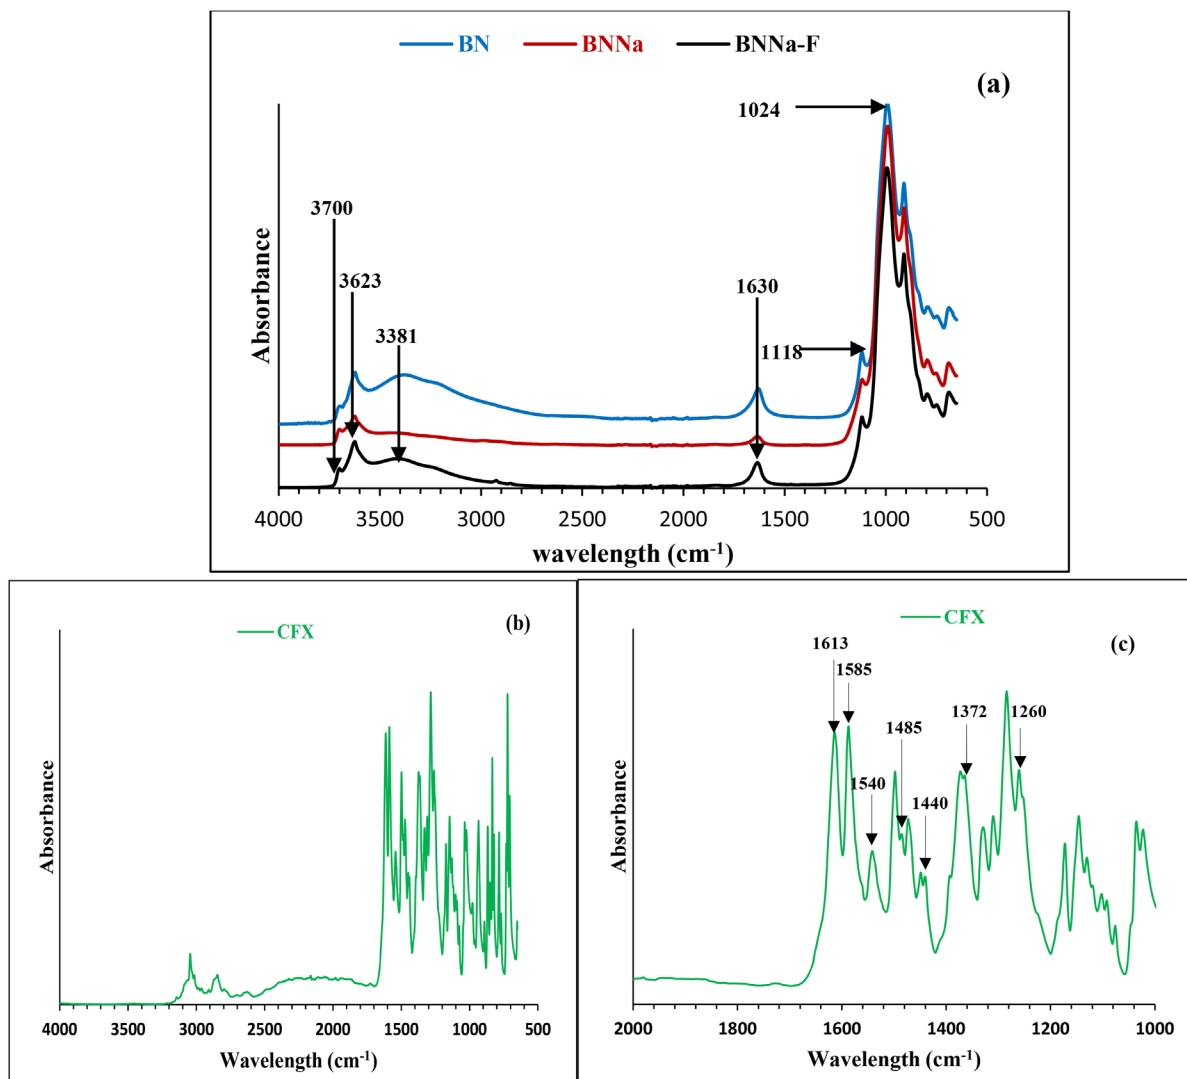 BN BNNa BNNa-F
(a)
1024
3700
3623
3381
1630
1118
Absorbance
4000 3500 3000 2500 2000 1500 1000 500
wavelength (cm⁻¹)
CFX
(b)
Absorbance
4000 3000 2500 2000 1500 1000 500
Wavelength (cm⁻¹)
CFX
(c)
1613
1585
1485
1372
1260
1540
1440
Absorbance
2000 1800 1600 1400 1200 1000
Wavelength (cm⁻¹)